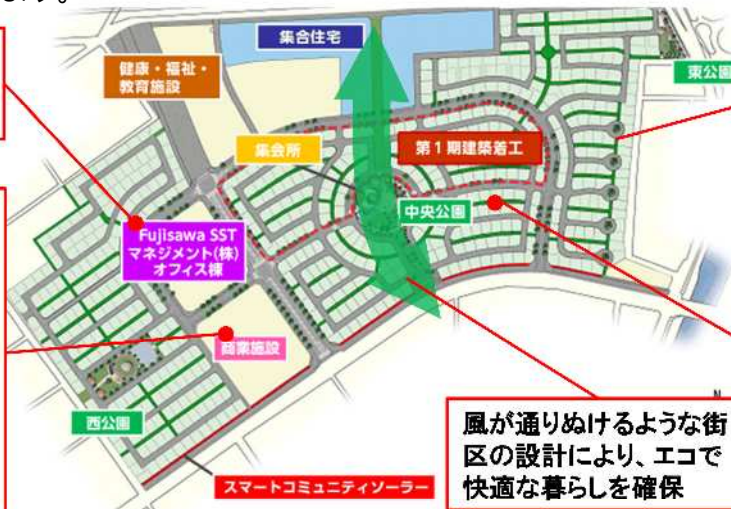 集合住宅
健康・福祉・
教育施設
東公園
集会所
第1期建築着工
中央公園
Fujisawa SST
マネジメント(株)
オフィス棟
商業施設
西公園
N
風が通りぬけるような街
区の設計により、エコで
快適な暮らしを確保
スマートコミュニティソーラー